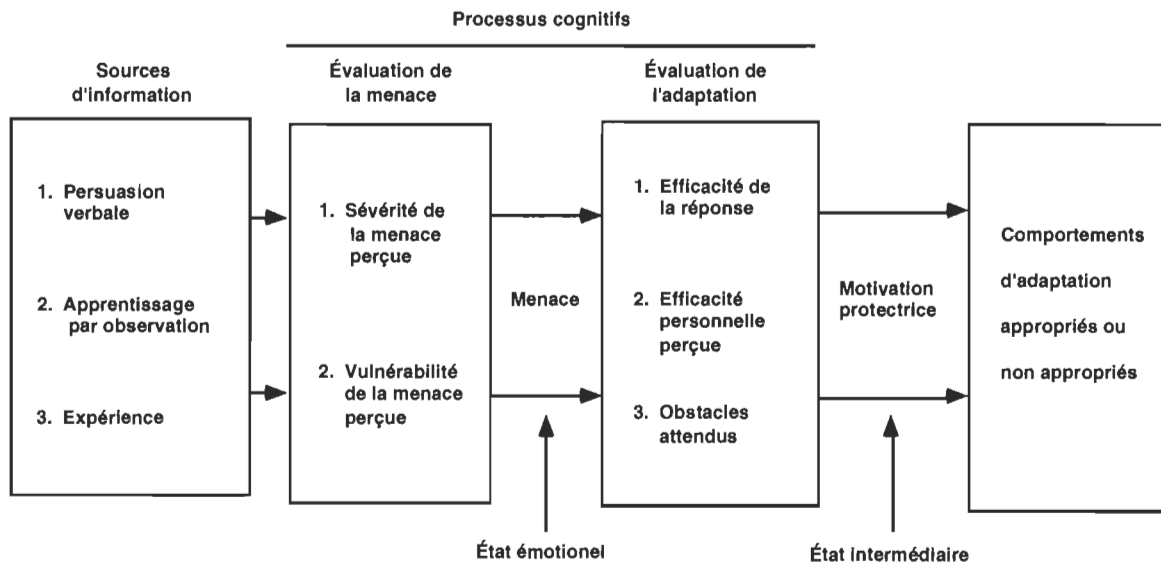 Processus cognitifs
Sources
d'information
Évaluation de
la menace
Évaluation de
l'adaptation
1. Persuasion
verbale
2. Apprentissage
par observation
3. Expérience
1. Sévérité de
la menace
perçue
2. Vulnérabilité
de la menace
perçue
Menace
1. Efficacité de
la réponse
2. Efficacité
personnelle
perçue
3. Obstacles
attendus
Motivation
protectrice
Comportements
d'adaptation
appropriés ou
non appropriés
État émotionel
État intermédiaire